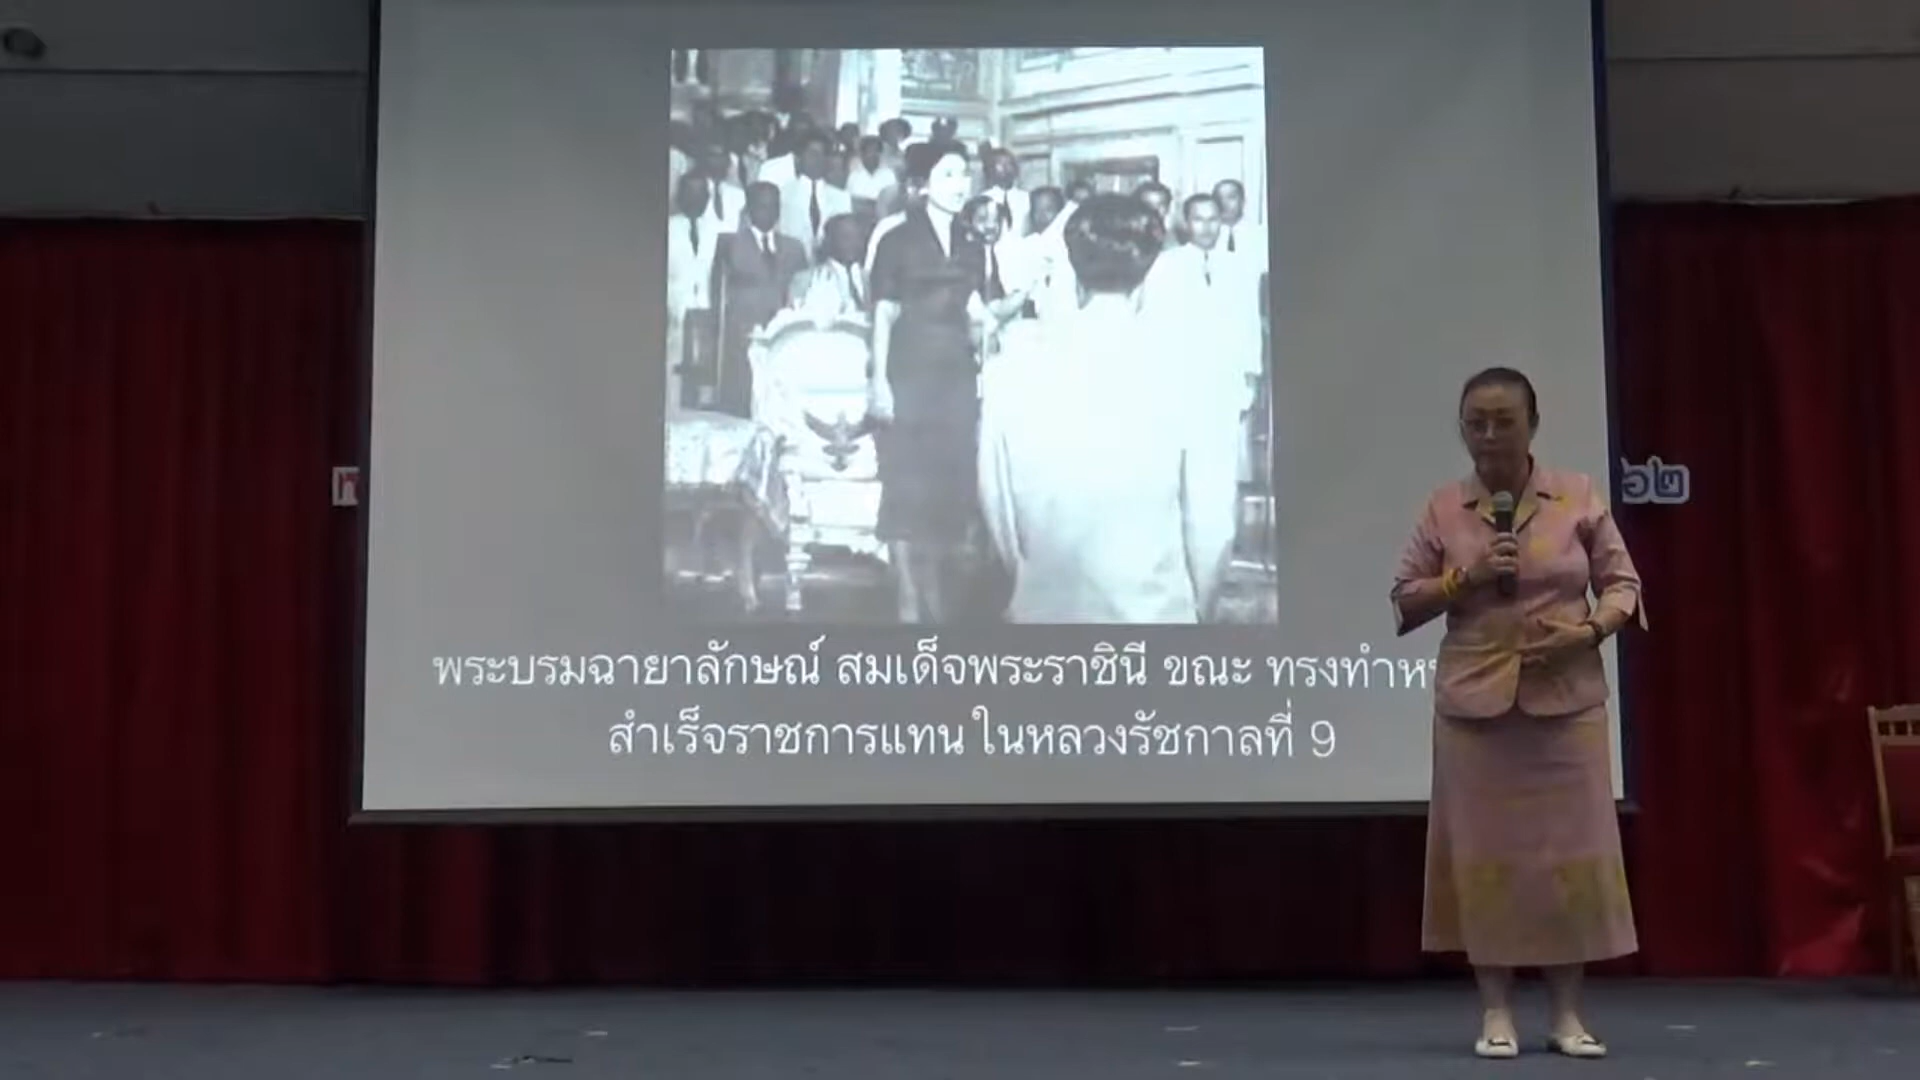 พระบรมฉายาลักษณ์ สมเด็จพระราชินี ขณะ ทรงทำห
สำเร็จราชการแทน ในหลวงรัชกาลที่ 9
๖๒